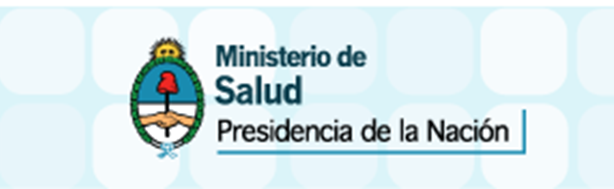 Ministerio de
Salud
Presidencia de la Nación